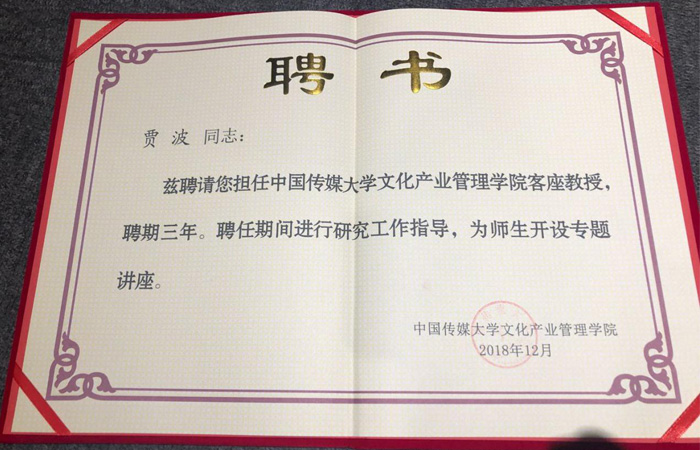 聘书
贾波 同志：
兹聘请您担任中国传媒大学文化产业管理学院客座教授，
聘期三年。聘任期间进行研究工作指导，为师生开设专题
讲座。
中国传媒大学文化产业管理学院
2018年12月